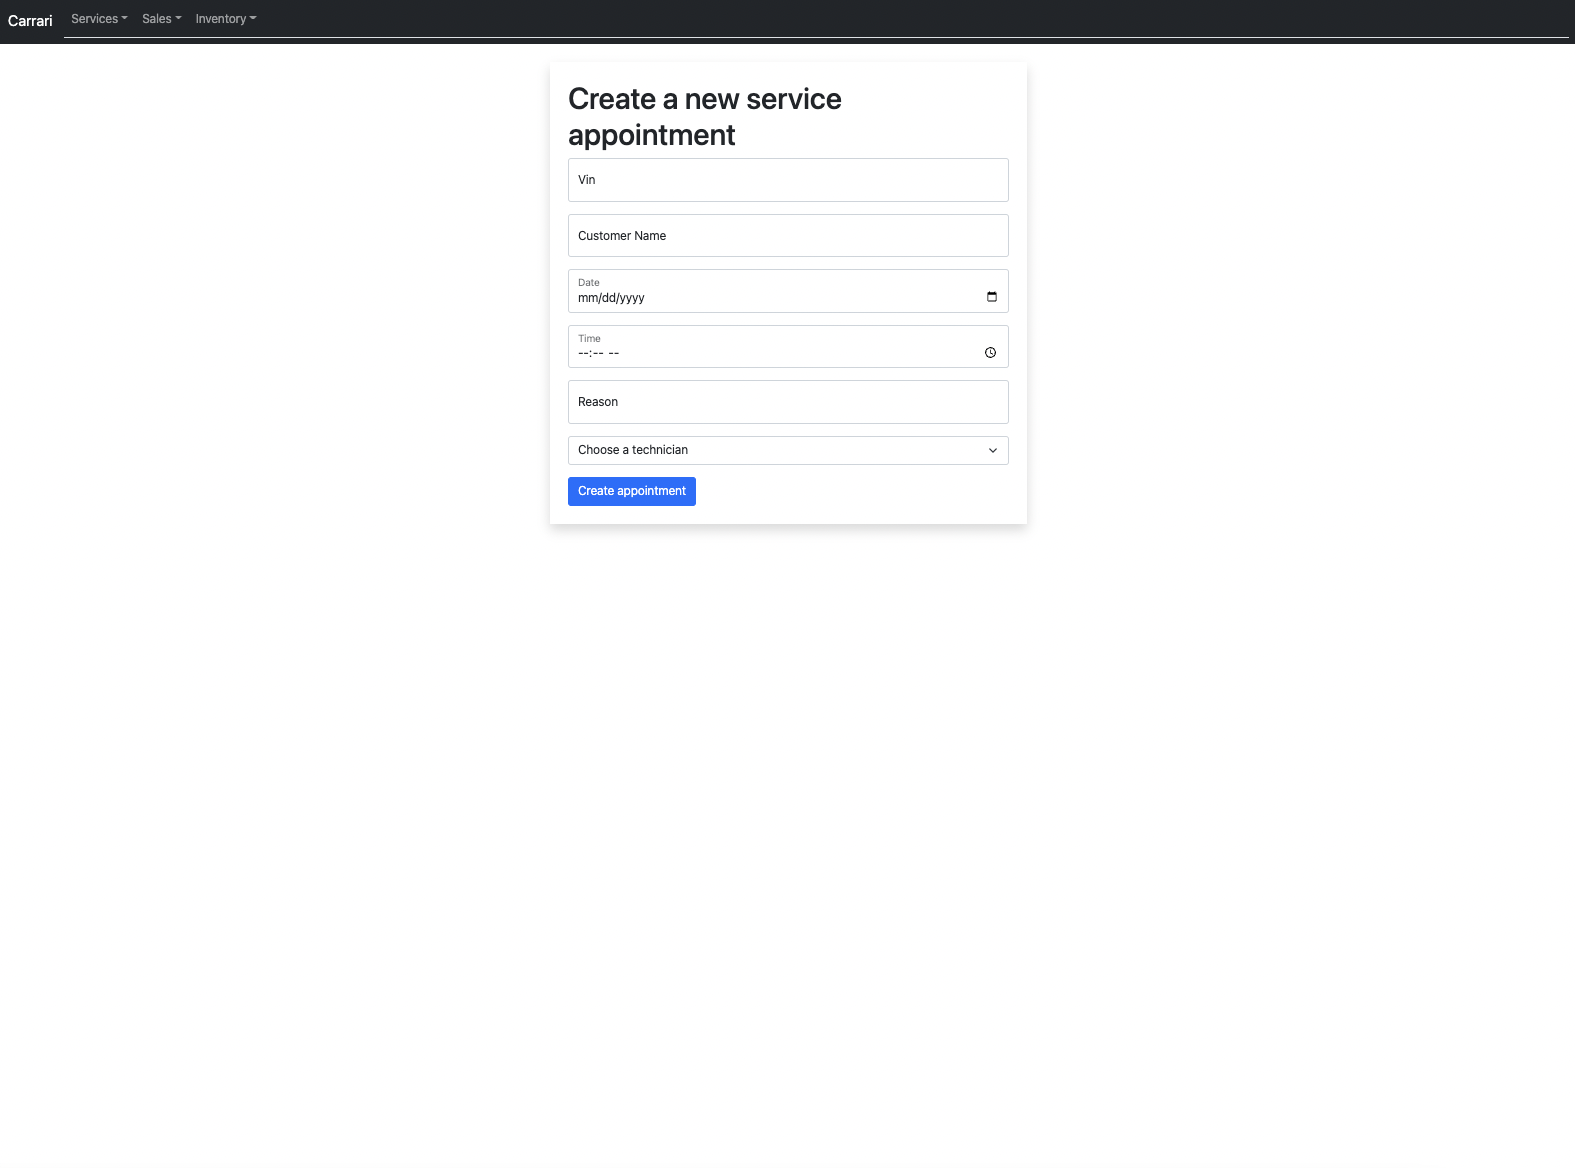 Carrari Services Sales Inventory
Create a new service
appointment
Vin
Customer Name
Date
mm/dd/yyyy
Time
--:-- --
Reason
Choose a technician
Create appointment